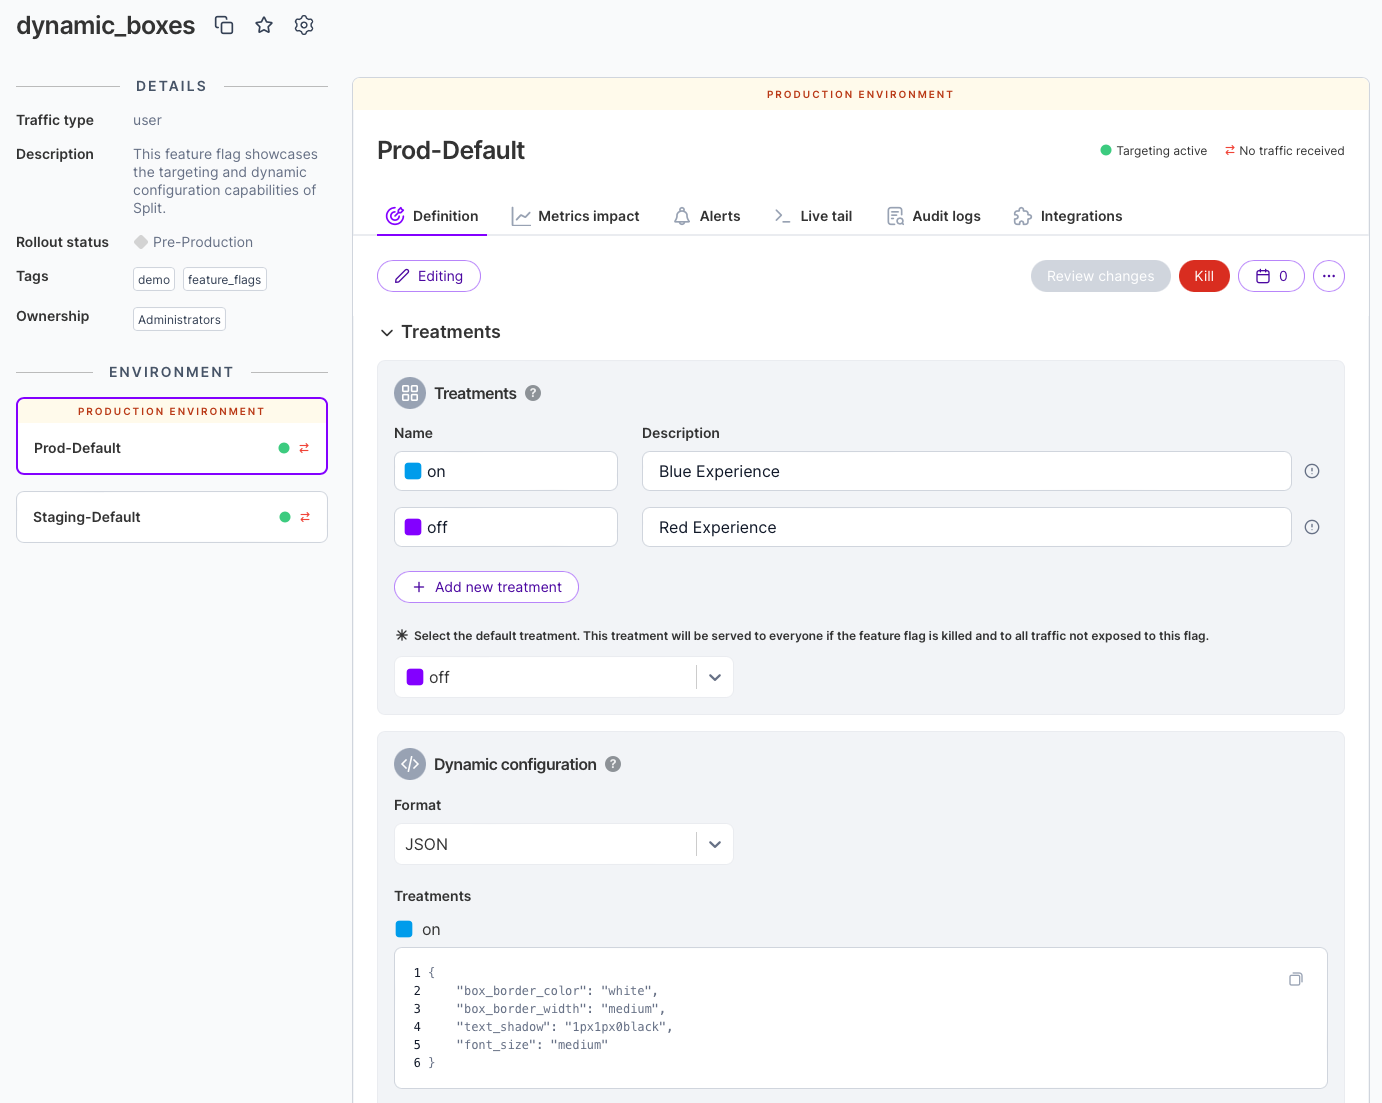 dynamic_boxes
DETAILS
Traffic type user
Description This feature flag showcases
the targeting and dynamic
configuration capabilities of
Split.
Rollout status Pre-Production
Tags demo feature_flags
Ownership Administrators
ENVIRONMENT
PRODUCTION ENVIRONMENT
Prod-Default
Staging-Default
PRODUCTION ENVIRONMENT
Prod-Default
Targeting active No traffic received
Definition Metrics impact Alerts Live tail Audit logs Integrations
Editing Review changes Kill 0
Treatments
Treatments ?
Name Description
on Blue Experience
off Red Experience
+ Add new treatment
Select the default treatment. This treatment will be served to everyone if the feature flag is killed and to all traffic not exposed to this flag.
off
Dynamic configuration ?
Format
JSON
Treatments
on
1 {
2 "box_border_color": "white",
3 "box_border_width": "medium",
4 "text_shadow": "1px1px0black",
5 "font_size": "medium"
6 }